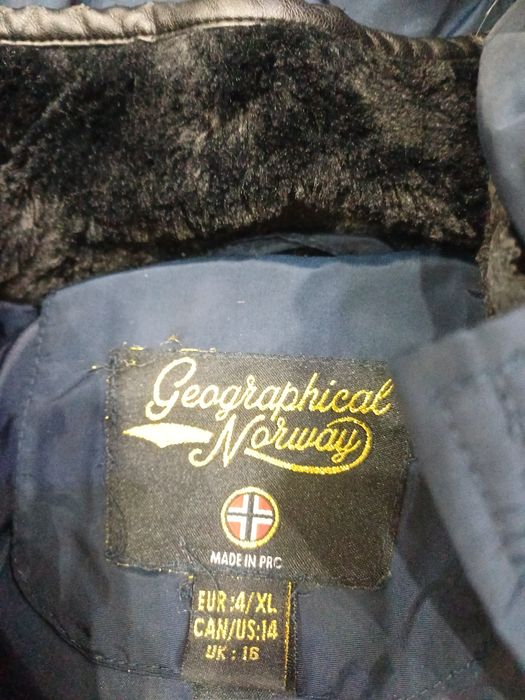 Geographical
Norway
MADE IN PRC
EUR:4/XL
CAN/US:14
UK : 16